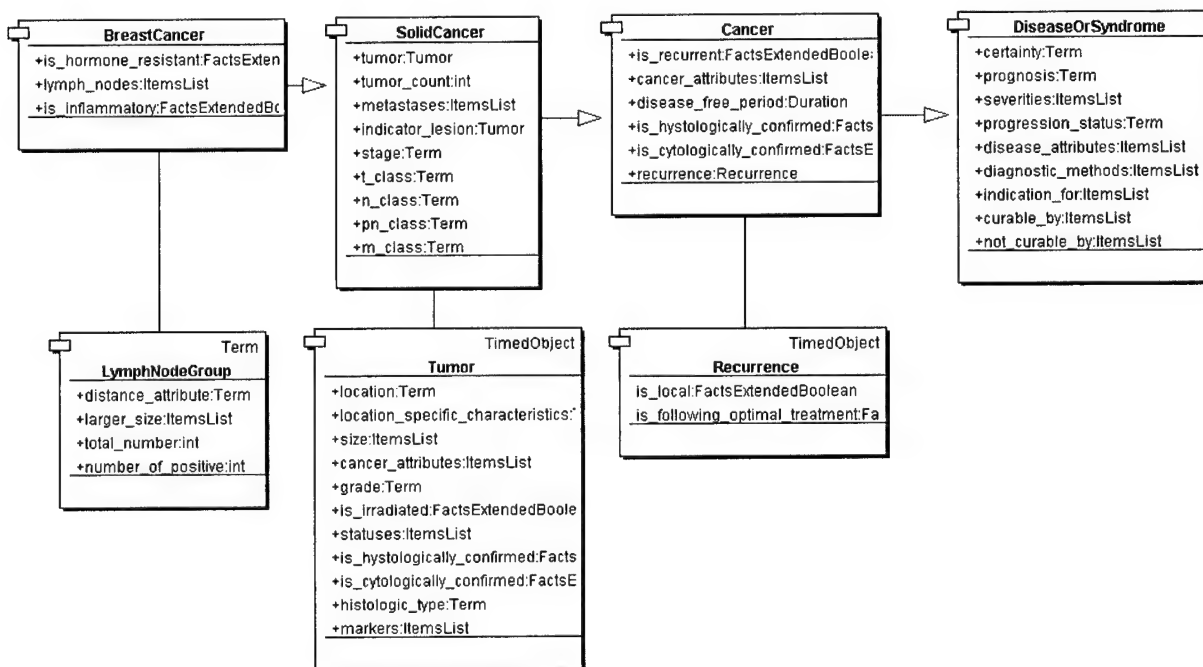 BreastCancer
+is_hormone_resistant:FactsExten
+lymph_nodes:ItemsList
+is_inflammatory:FactsExtendedBo
SolidCancer
+tumor:Tumor
+tumor_count:int
+metastases:ItemsList
+indicator_lesion:Tumor
+stage:Term
+t_class:Term
+n_class:Term
+pn_class:Term
+m_class:Term
Cancer
+is_recurrent:FactsExtendedBoolea
+cancer_attributes:ItemsList
+disease_free_period:Duration
+is_hystologically_confirmed:Facts
+is_cytologically_confirmed:FactsE
+recurrence:Recurrence
DiseaseOrSyndrome
+certainty:Term
+prognosis:Term
+severities:ItemsList
+progression_status:Term
+disease_attributes:ItemsList
+diagnostic_methods:ItemsList
+indication_for:ItemsList
+curable_by:ItemsList
+not_curable_by:ItemsList
Term
LymphNodeGroup
+distance_attribute:Term
+larger_size:ItemsList
+total_number:int
+number_of_positive:int
TimedObject
Tumor
+location:Term
+location_specific_characteristics:
+size:ItemsList
+cancer_attributes:ItemsList
+grade:Term
+is_irradiated:FactsExtendedBoole
+statuses:ItemsList
+is_hystologically_confirmed:Facts
+is_cytologically_confirmed:FactsE
+histologic_type:Term
+markers:ItemsList
TimedObject
Recurrence
is_local:FactsExtendedBoolean
is_following_optimal_treatment:Fa